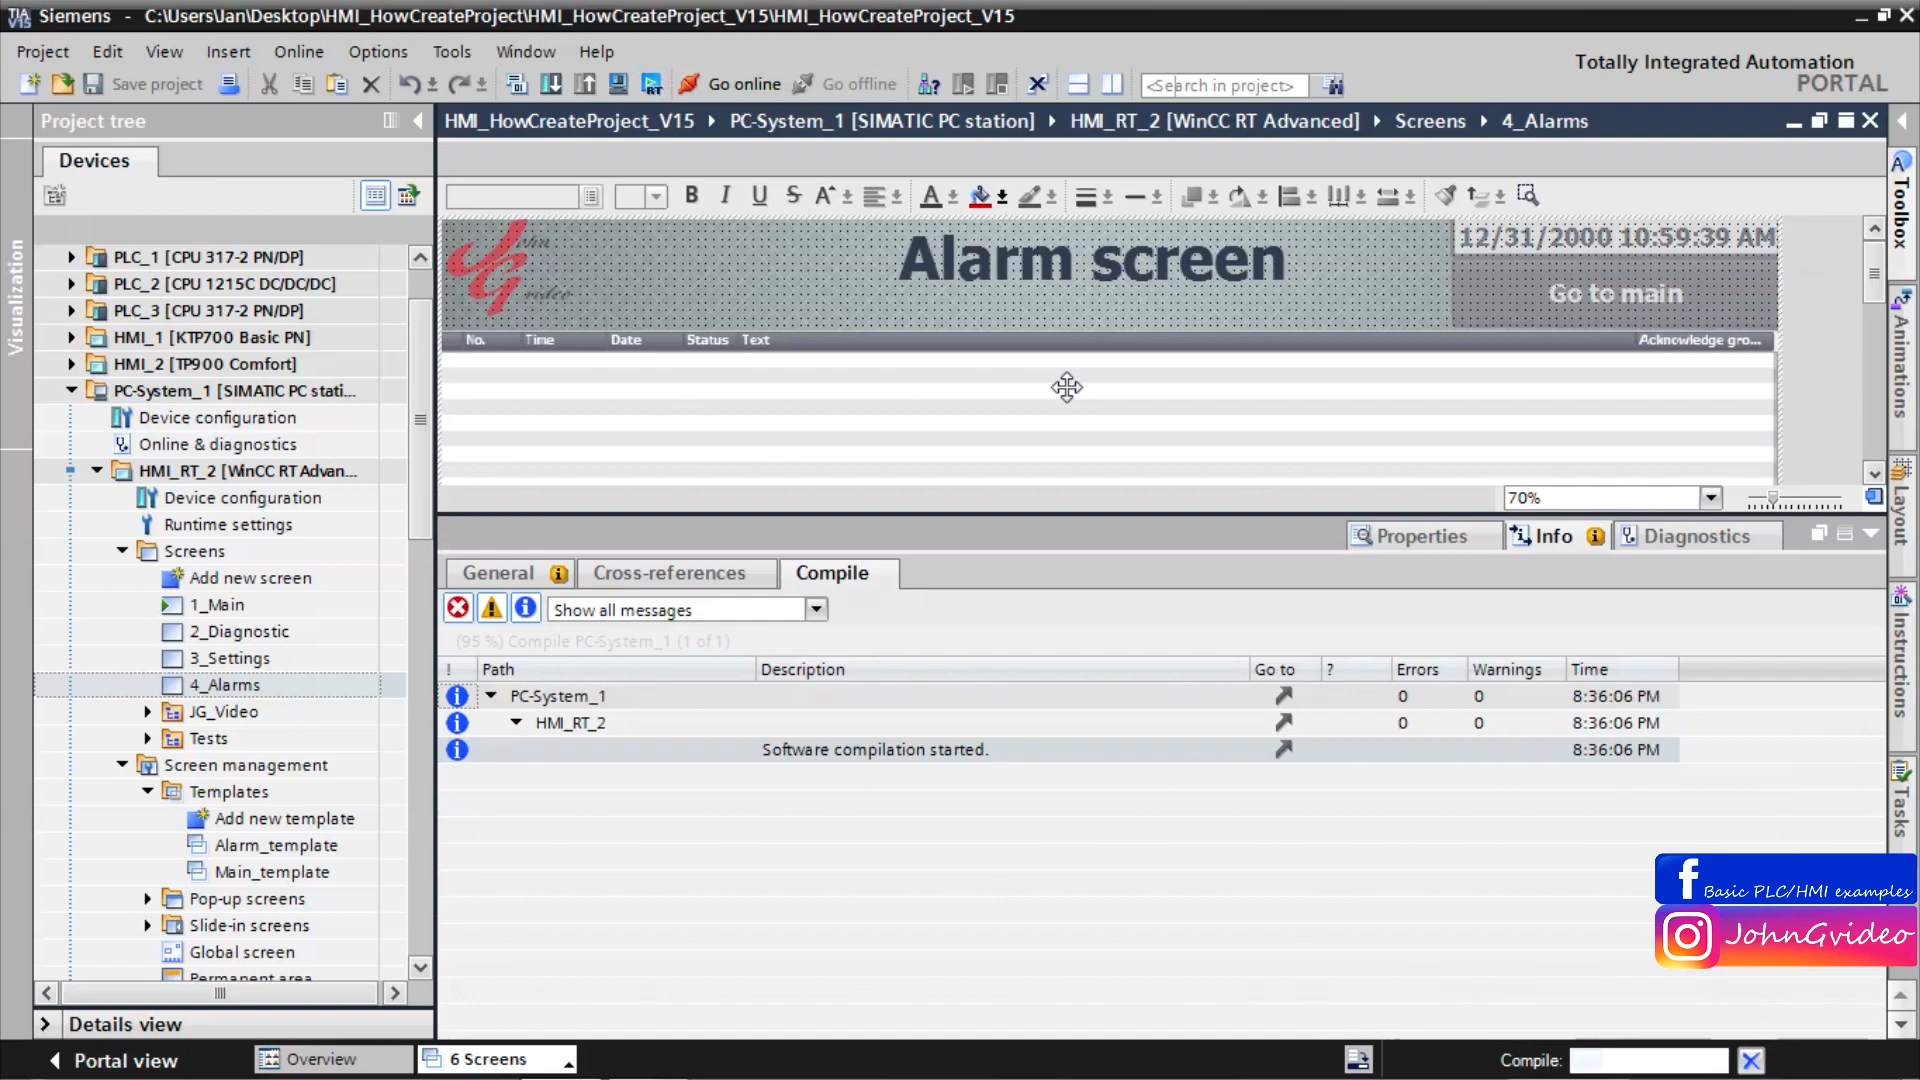 Siemens - C:\Users\Jan\Desktop\HMI_HowCreateProject\HMI_HowCreateProject_V15\HMI_HowCreateProject_V15
Project Edit View Insert Online Options Tools Window Help
Totally Integrated Automation
PORTAL
Save project Go online Go offline <Search in project>
Project tree
HMI_HowCreateProject_V15 PC-System_1 [SIMATIC PC station] HMI_RT_2 [WinCC RT Advanced] Screens 4_Alarms
Devices
Visualization
PLC_1 [CPU 317-2 PN/DP]
PLC_2 [CPU 1215C DC/DC/DC]
PLC_3 [CPU 317-2 PN/DP]
HMI_1 [KTP700 Basic PN]
HMI_2 [TP900 Comfort]
PC-System_1 [SIMATIC PC stati...
Device configuration
Online & diagnostics
HMI_RT_2 [WinCC RT Advan...
Device configuration
Runtime settings
Screens
Add new screen
1_Main
2_Diagnostic
3_Settings
4_Alarms
JG_Video
Tests
Screen management
Templates
Add new template
Alarm_template
Main_template
Pop-up screens
Slide-in screens
Global screen
Permanent area
Details view
B I U S A
John
G
video
Alarm screen
12/31/2000 10:59:39 AM
Go to main
No. Time Date Status Text Acknowledge gro...
70%
Properties Info Diagnostics
General Cross-references Compile
Show all messages
(95 %) Compile PC-System_1 (1 of 1)
! Path Description Go to ? Errors Warnings Time
PC-System_1 0 0 8:36:06 PM
HMI_RT_2 0 0 8:36:06 PM
Software compilation started. 8:36:06 PM
Toolbox
Animations
Layout
Instructions
Tasks
f Basic PLC/HMI examples
JohnGvideo
Portal view Overview 6 Screens Compile: